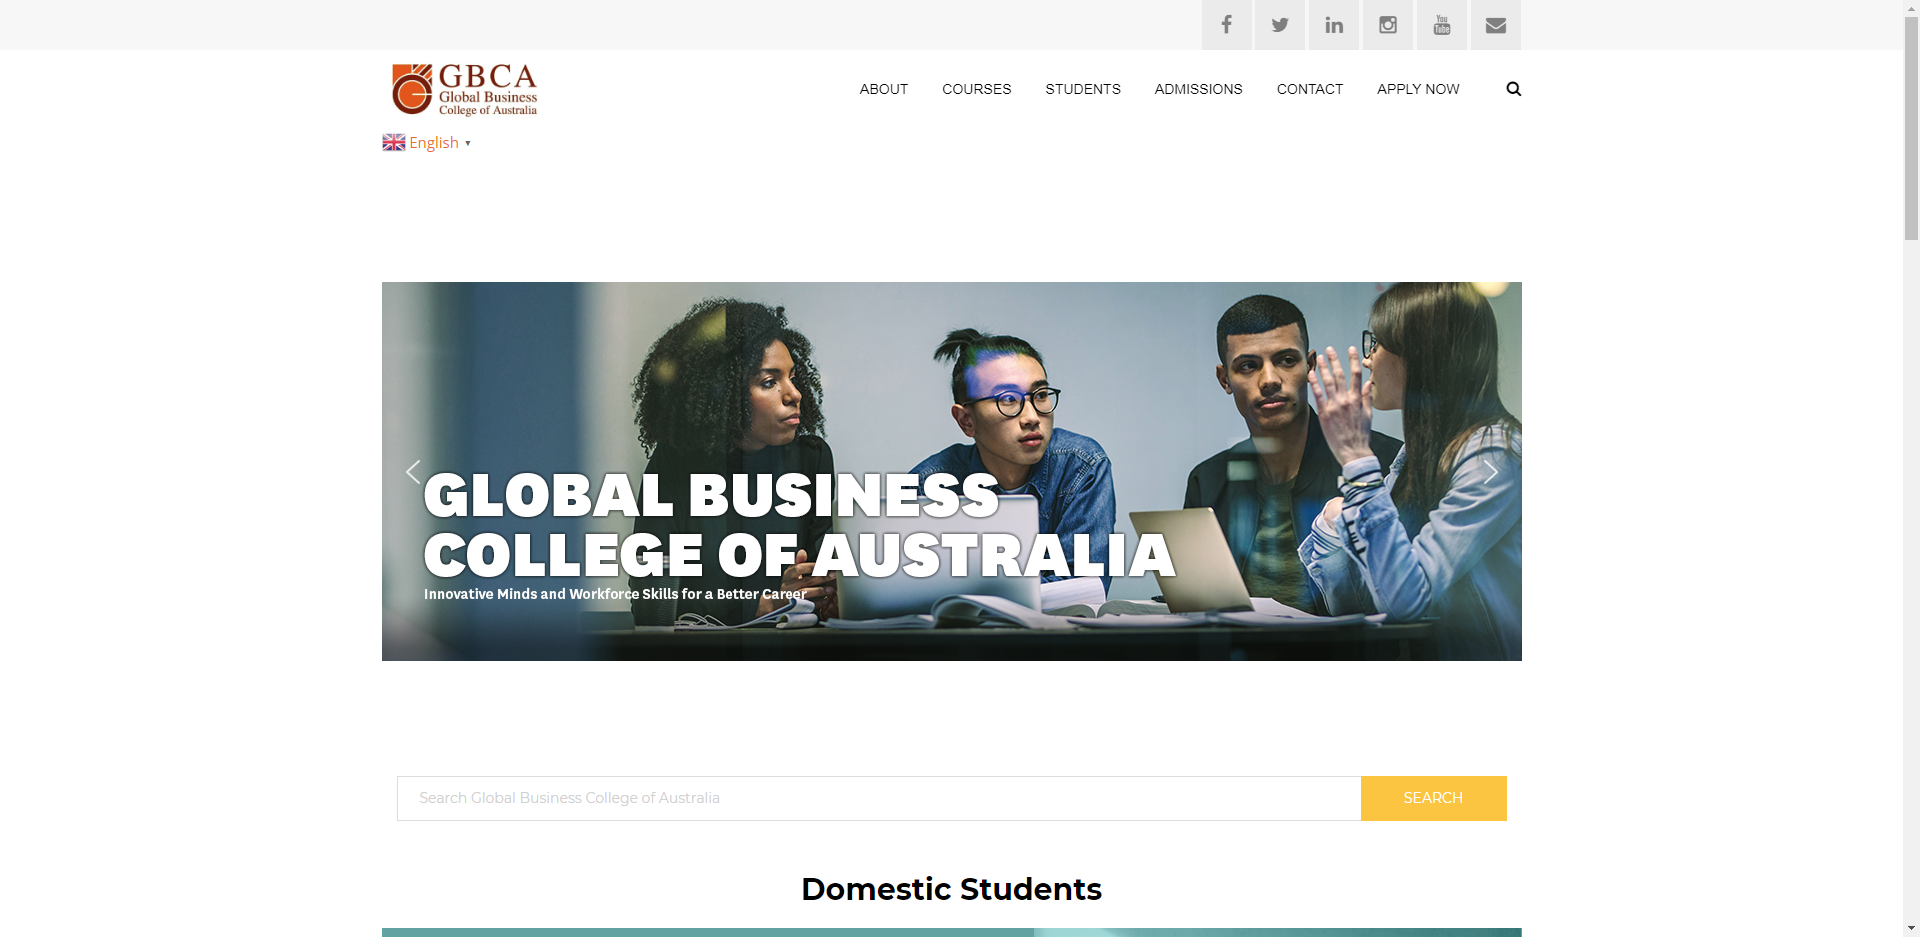 GBCA
Global Business
College of Australia
ABOUT COURSES STUDENTS ADMISSIONS CONTACT APPLY NOW
English
GLOBAL BUSINESS
COLLEGE OF AUSTRALIA
Innovative Minds and Workforce Skills for a Better Career
Search Global Business College of Australia
SEARCH
Domestic Students